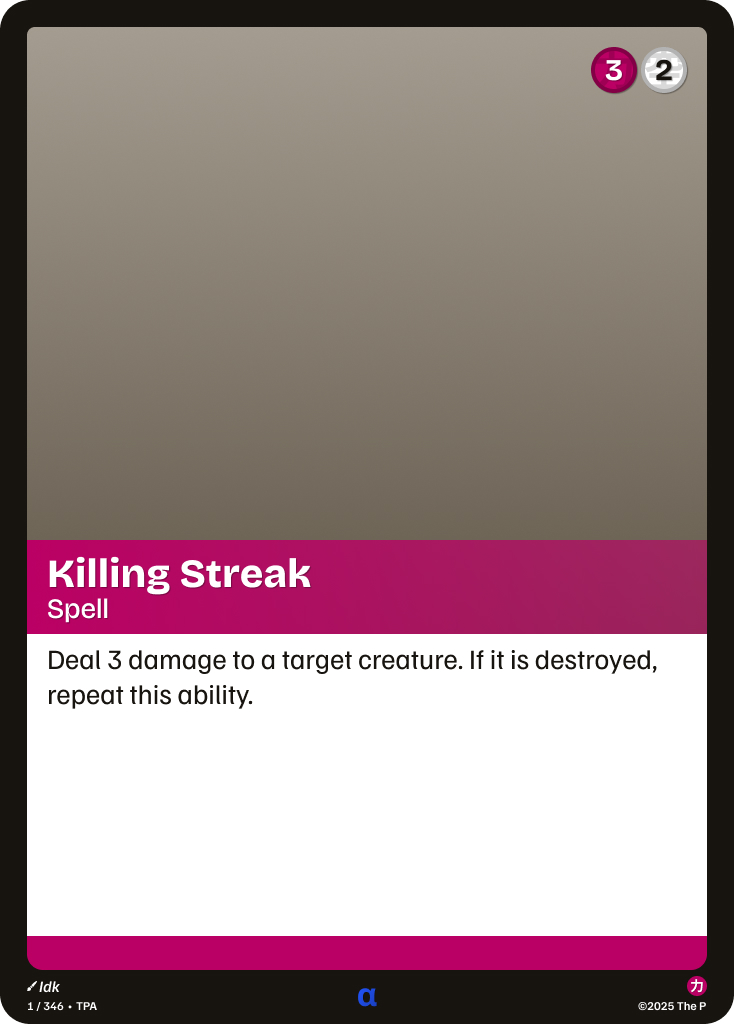 3 2
Killing Streak
Spell
Deal 3 damage to a target creature. If it is destroyed,
repeat this ability.
Idk
1 / 346 • TPA
α
力
©2025 The P